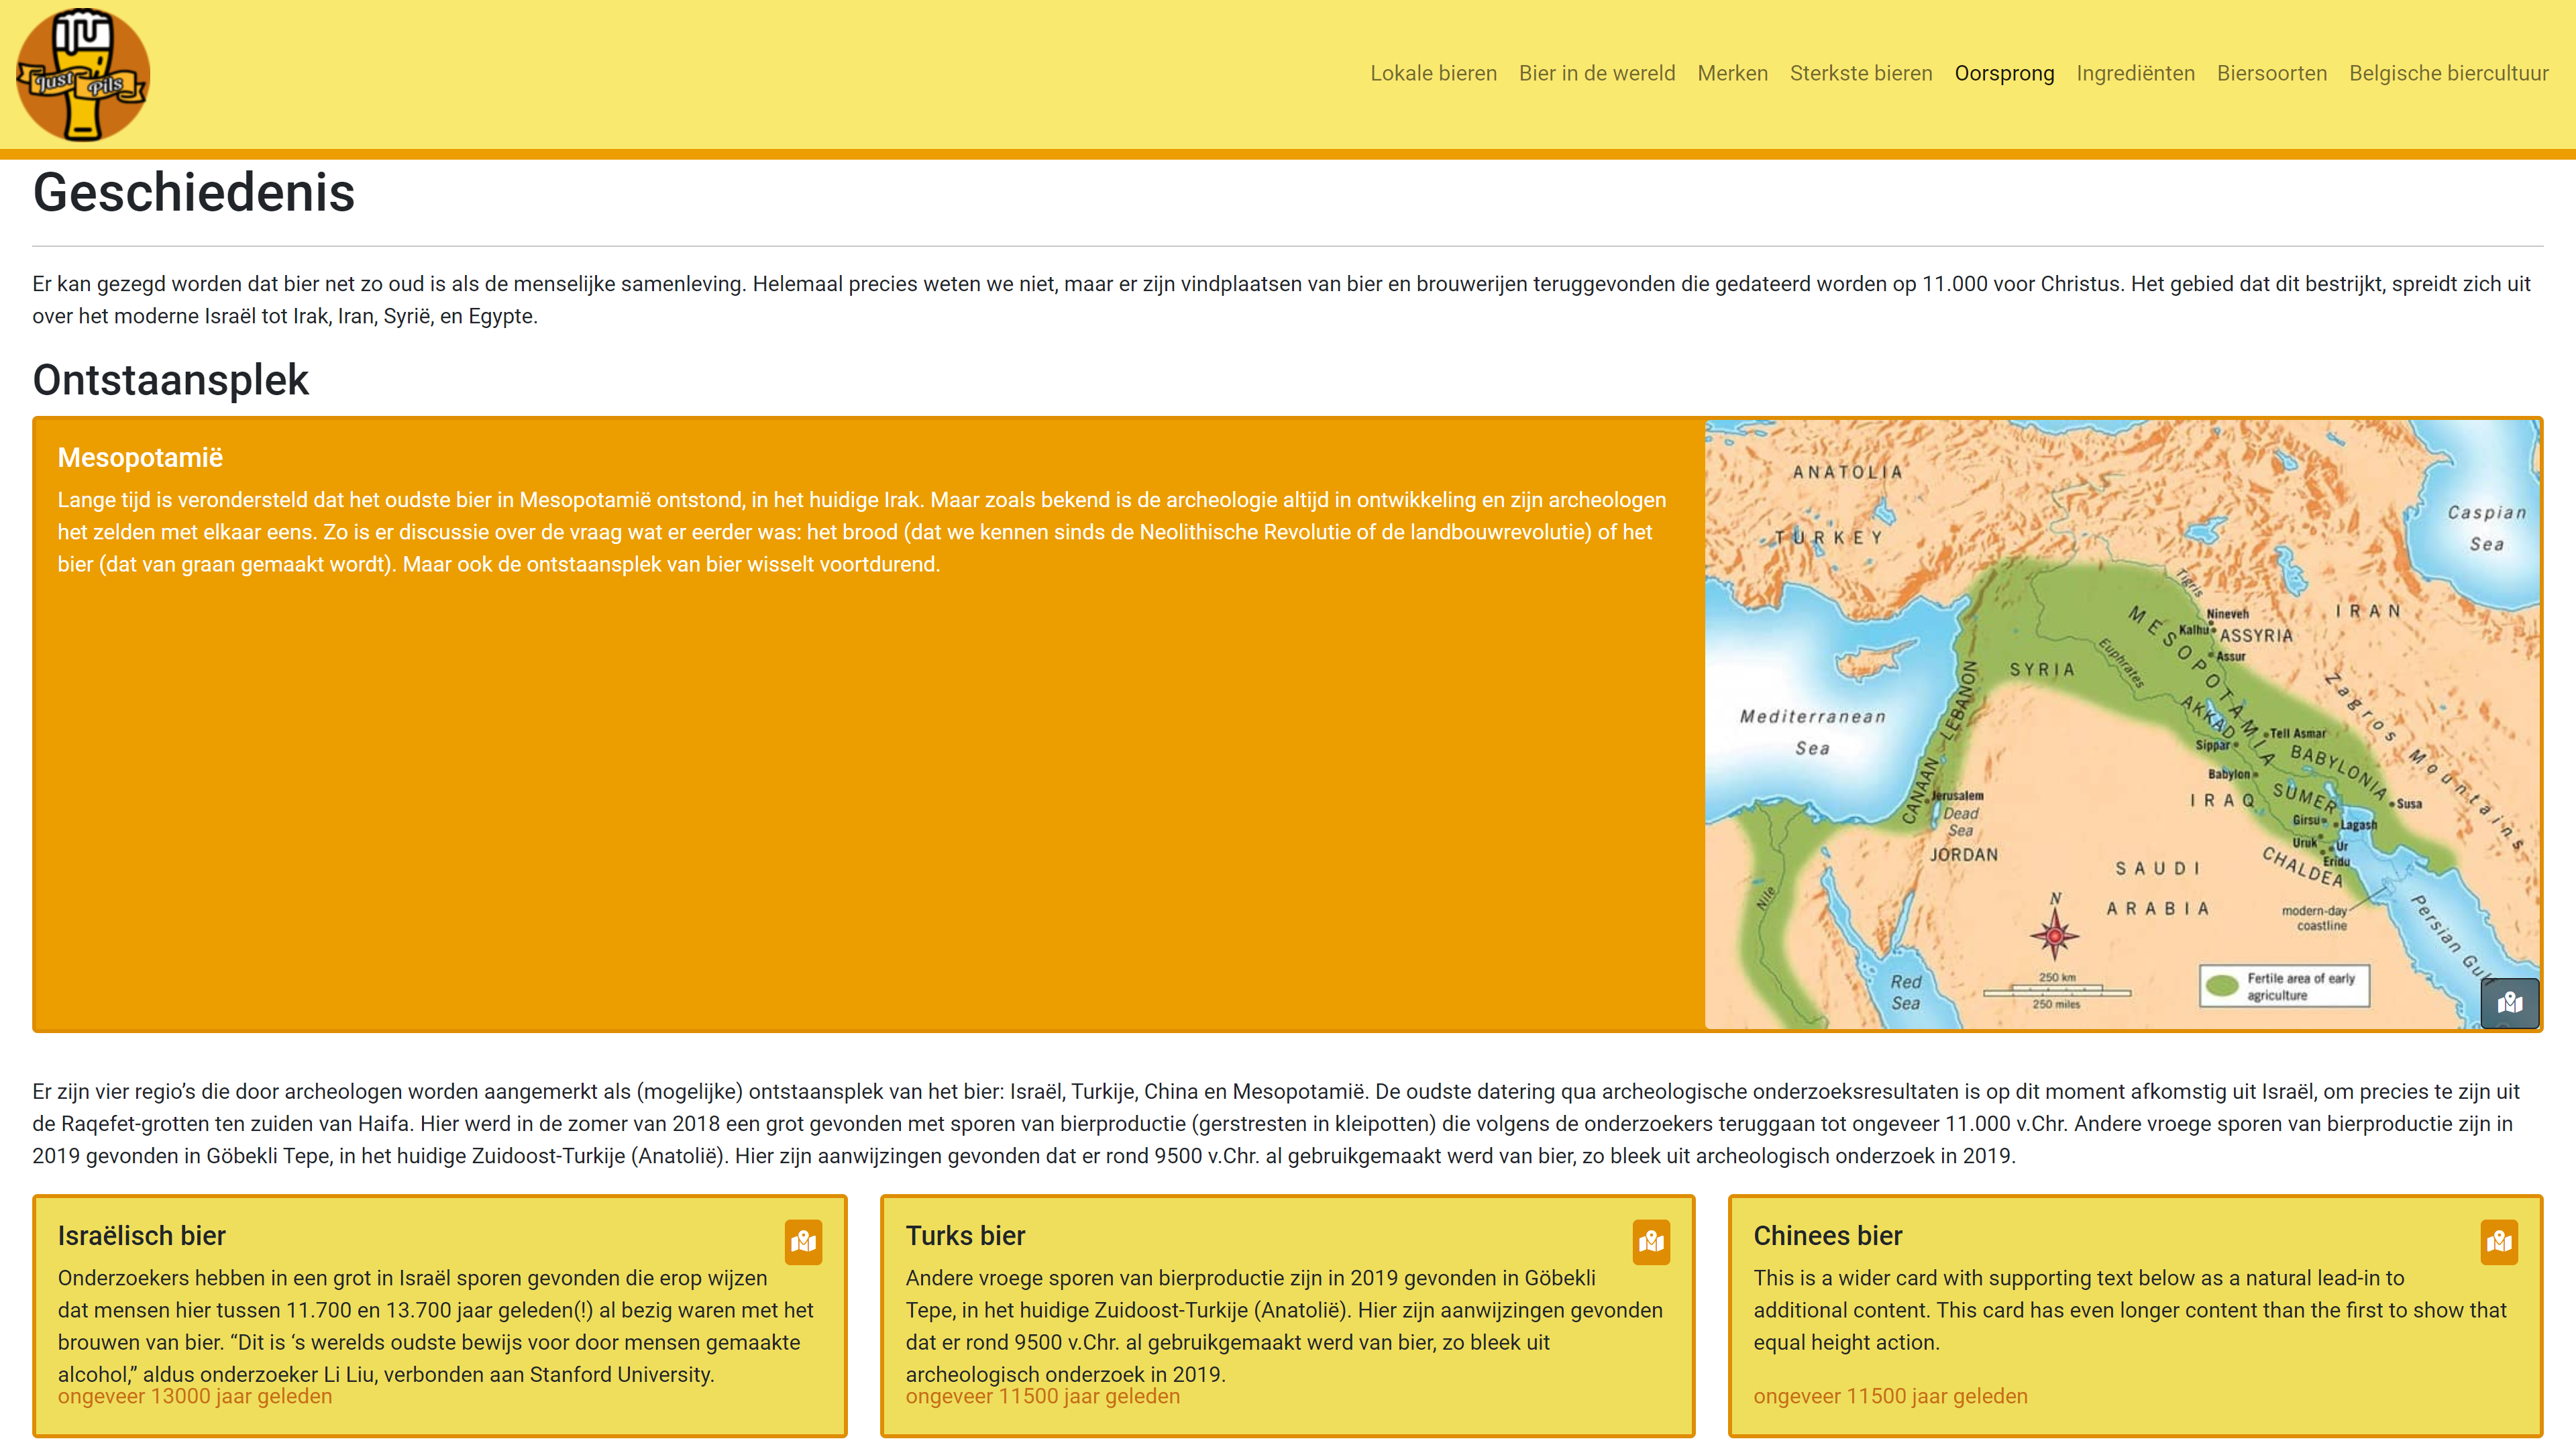 Just Pils
Lokale bieren Bier in de wereld Merken Sterkste bieren Oorsprong Ingrediënten Biersoorten Belgische biercultuur
Geschiedenis
Er kan gezegd worden dat bier net zo oud is als de menselijke samenleving. Helemaal precies weten we niet, maar er zijn vindplaatsen van bier en brouwerijen teruggevonden die gedateerd worden op 11.000 voor Christus. Het gebied dat dit bestrijkt, spreidt zich uit
over het moderne Israël tot Irak, Iran, Syrië, en Egypte.
Ontstaansplek
Mesopotamië
Lange tijd is verondersteld dat het oudste bier in Mesopotamië ontstond, in het huidige Irak. Maar zoals bekend is de archeologie altijd in ontwikkeling en zijn archeologen
het zelden met elkaar eens. Zo is er discussie over de vraag wat er eerder was: het brood (dat we kennen sinds de Neolithische Revolutie of de landbouwrevolutie) of het
bier (dat van graan gemaakt wordt). Maar ook de ontstaansplek van bier wisselt voortdurend.
ANATOLIA
TURKEY
Caspian
Sea
Tigris
Nineveh
IRAN
Kalhu
ASSYRIA
MESOPOTAMIA
Assur
Euphrates
SYRIA
LEBANON
Zagros Mountains
AKKAD
Mediterranean
Sea
Tell Asmar
Sippar
BABYLONIA
CANAAN
Babylon
Jerusalem
IRAQ
SUMER
Susa
Dead
Sea
Girsu
Lagash
Uruk
Ur
JORDAN
Eridu
CHALDEA
SAUDI
ARABIA
Nile
N
modern-day
coastline
Persian Gulf
250 km
250 miles
Red
Sea
Fertile area of early
agriculture
Er zijn vier regio’s die door archeologen worden aangemerkt als (mogelijke) ontstaansplek van het bier: Israël, Turkije, China en Mesopotamië. De oudste datering qua archeologische onderzoeksresultaten is op dit moment afkomstig uit Israël, om precies te zijn uit
de Raqefet-grotten ten zuiden van Haifa. Hier werd in de zomer van 2018 een grot gevonden met sporen van bierproductie (gerstresten in kleipotten) die volgens de onderzoekers teruggaan tot ongeveer 11.000 v.Chr. Andere vroege sporen van bierproductie zijn in
2019 gevonden in Göbekli Tepe, in het huidige Zuidoost-Turkije (Anatolië). Hier zijn aanwijzingen gevonden dat er rond 9500 v.Chr. al gebruikgemaakt werd van bier, zo bleek uit archeologisch onderzoek in 2019.
Israëlisch bier
Onderzoekers hebben in een grot in Israël sporen gevonden die erop wijzen
dat mensen hier tussen 11.700 en 13.700 jaar geleden(!) al bezig waren met het
brouwen van bier. “Dit is ‘s werelds oudste bewijs voor door mensen gemaakte
alcohol,” aldus onderzoeker Li Liu, verbonden aan Stanford University.
ongeveer 13000 jaar geleden
Turks bier
Andere vroege sporen van bierproductie zijn in 2019 gevonden in Göbekli
Tepe, in het huidige Zuidoost-Turkije (Anatolië). Hier zijn aanwijzingen gevonden
dat er rond 9500 v.Chr. al gebruikgemaakt werd van bier, zo bleek uit
archeologisch onderzoek in 2019.
ongeveer 11500 jaar geleden
Chinees bier
This is a wider card with supporting text below as a natural lead-in to
additional content. This card has even longer content than the first to show that
equal height action.
ongeveer 11500 jaar geleden